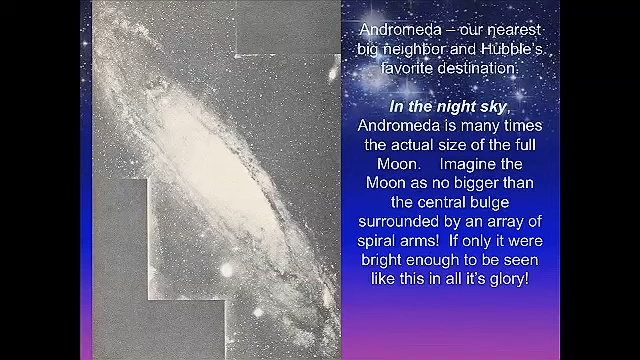 Andromeda – our nearest
big neighbor and Hubble's
favorite destination.
In the night sky,
Andromeda is many times
the actual size of the full
Moon. Imagine the
Moon as no bigger than
the central bulge
surrounded by an array of
spiral arms! If only it were
bright enough to be seen
like this in all it's glory!